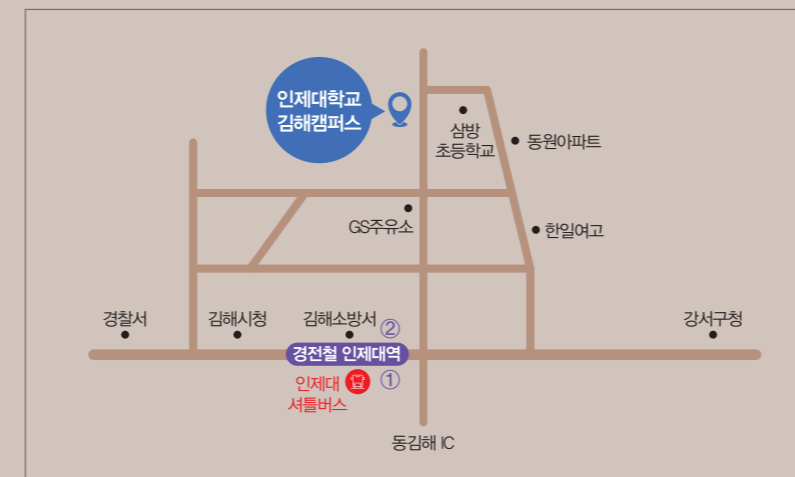 인제대학교
김해캠퍼스
삼방
초등학교
동원아파트
GS주유소
한일여고
경찰서
김해시청
김해소방서
②
강서구청
경전철 인제대역
인제대
셔틀버스
①
동김해 IC